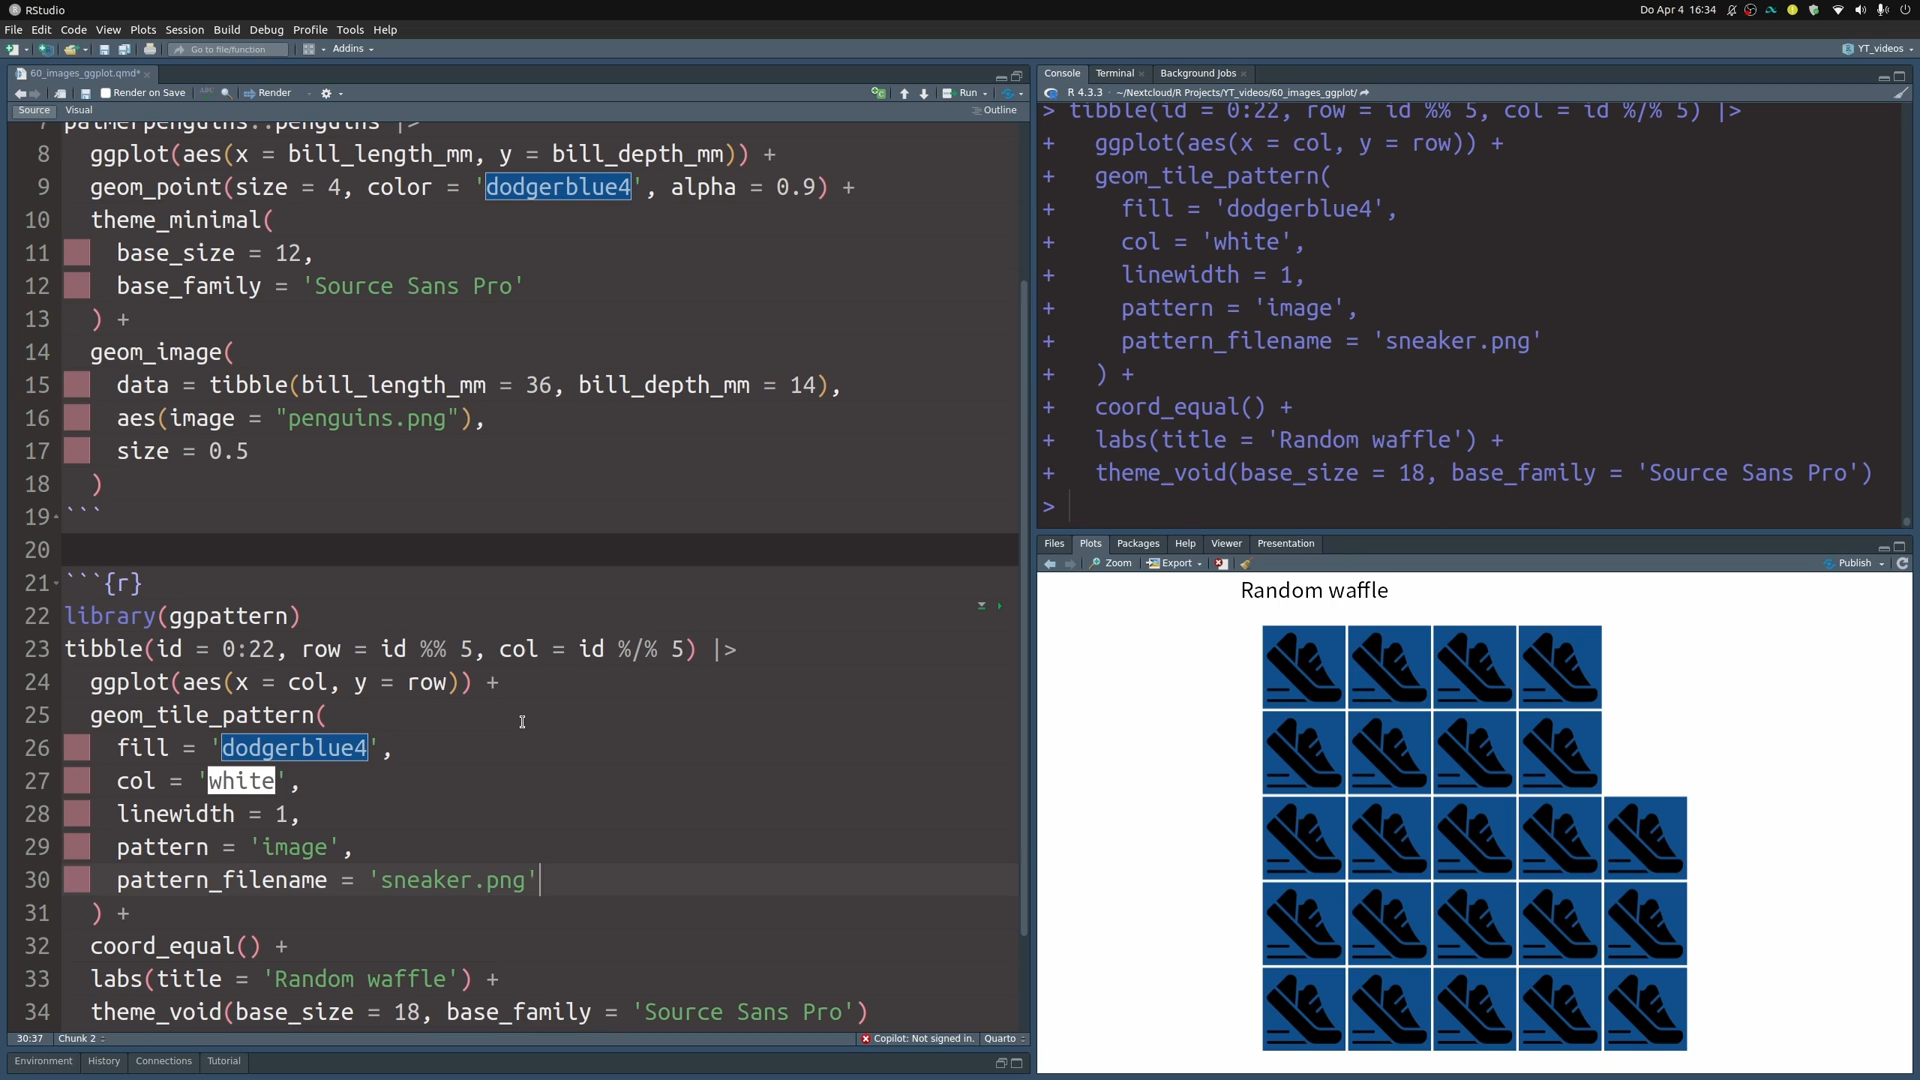 RStudio
Do Apr 4 16:34
File Edit Code View Plots Session Build Debug Profile Tools Help
Go to file/function
Addins
YT_videos
60_images_ggplot.qmd*
Render on Save
ABC
Render
Run
Source Visual
Outline
7 palmerpenguins::penguins |>
8 ggplot(aes(x = bill_length_mm, y = bill_depth_mm)) +
9 geom_point(size = 4, color = 'dodgerblue4', alpha = 0.9) +
10 theme_minimal(
11 base_size = 12,
12 base_family = 'Source Sans Pro'
13 ) +
14 geom_image(
15 data = tibble(bill_length_mm = 36, bill_depth_mm = 14),
16 aes(image = "penguins.png"),
17 size = 0.5
18 )
19 ```
20
21 ```{r}
22 library(ggpattern)
23 tibble(id = 0:22, row = id %% 5, col = id %/% 5) |>
24 ggplot(aes(x = col, y = row)) +
25 geom_tile_pattern(
26 fill = 'dodgerblue4',
27 col = 'white',
28 linewidth = 1,
29 pattern = 'image',
30 pattern_filename = 'sneaker.png'
31 ) +
32 coord_equal() +
33 labs(title = 'Random waffle') +
34 theme_void(base_size = 18, base_family = 'Source Sans Pro')
30:37 Chunk 2
Copilot: Not signed in.
Quarto
Environment History Connections Tutorial
Console Terminal Background Jobs
R 4.3.3 · ~/Nextcloud/R Projects/YT_videos/60_images_ggplot/
> tibble(id = 0:22, row = id %% 5, col = id %/% 5) |>
+ ggplot(aes(x = col, y = row)) +
+ geom_tile_pattern(
+ fill = 'dodgerblue4',
+ col = 'white',
+ linewidth = 1,
+ pattern = 'image',
+ pattern_filename = 'sneaker.png'
+ ) +
+ coord_equal() +
+ labs(title = 'Random waffle') +
+ theme_void(base_size = 18, base_family = 'Source Sans Pro')
>
Files Plots Packages Help Viewer Presentation
Zoom Export
Publish
Random waffle